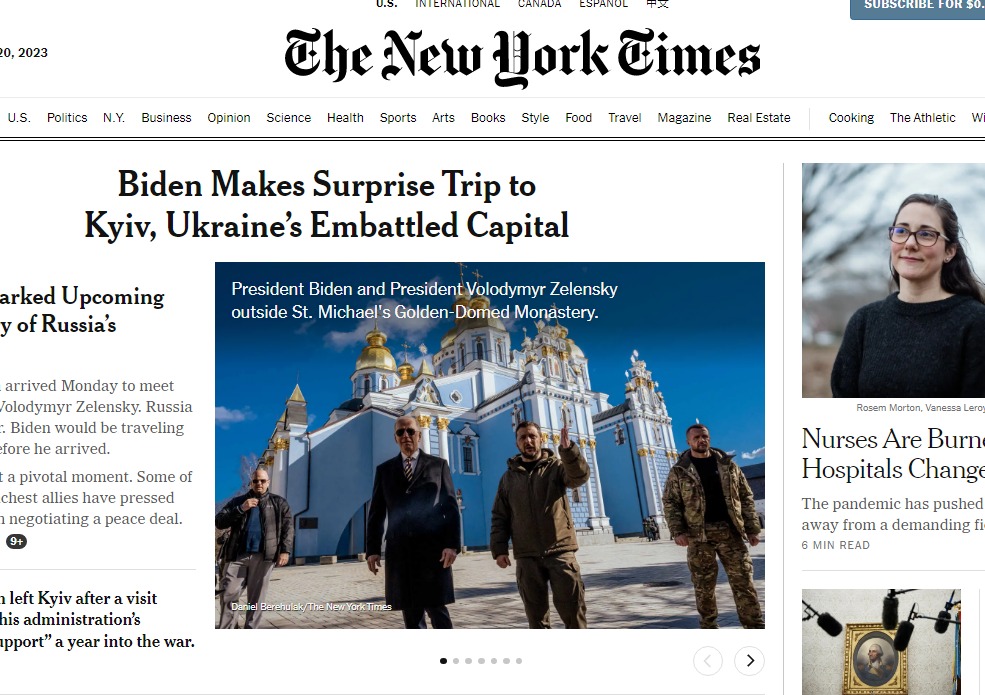 U.S. INTERNATIONAL CANADA ESPAÑOL 中文
SUBSCRIBE FOR $0.
20, 2023
The New York Times
U.S. Politics N.Y. Business Opinion Science Health Sports Arts Books Style Food Travel Magazine Real Estate Cooking The Athletic Wi
Biden Makes Surprise Trip to
Kyiv, Ukraine’s Embattled Capital
arked Upcoming
y of Russia’s
arrived Monday to meet
Volodymyr Zelensky. Russia
r. Biden would be traveling
efore he arrived.
t a pivotal moment. Some of
chest allies have pressed
n negotiating a peace deal.
9+
n left Kyiv after a visit
his administration’s
upport” a year into the war.
President Biden and President Volodymyr Zelensky
outside St. Michael's Golden-Domed Monastery.
Daniel Berehulak/The New York Times
Rosem Morton, Vanessa Leroy
Nurses Are Burne
Hospitals Change
The pandemic has pushed
away from a demanding fi
6 MIN READ